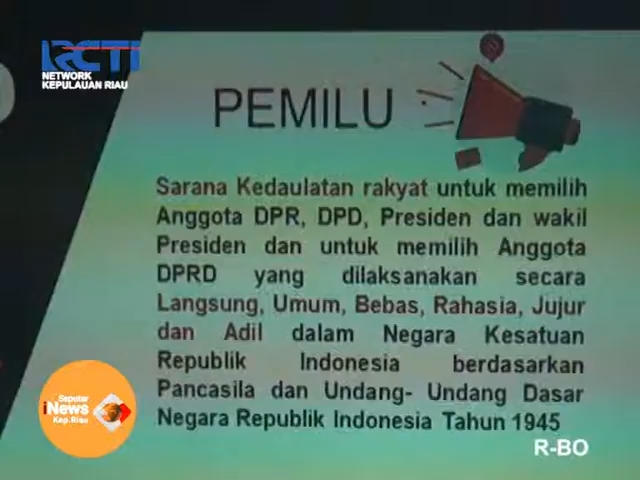 RCTI
NETWORK
KEPULAUAN RIAU
PEMILU
Sarana Kedaulatan rakyat untuk memilih
Anggota DPR, DPD, Presiden dan wakil
Presiden dan untuk memilih Anggota
DPRD yang dilaksanakan secara
Langsung, Umum, Bebas, Rahasia, Jujur
dan Adil dalam Negara Kesatuan
Republik Indonesia berdasarkan
Pancasila dan Undang- Undang Dasar
Negara Republik Indonesia Tahun 1945
Seputar
iNews
Kep.Riau
R-BO